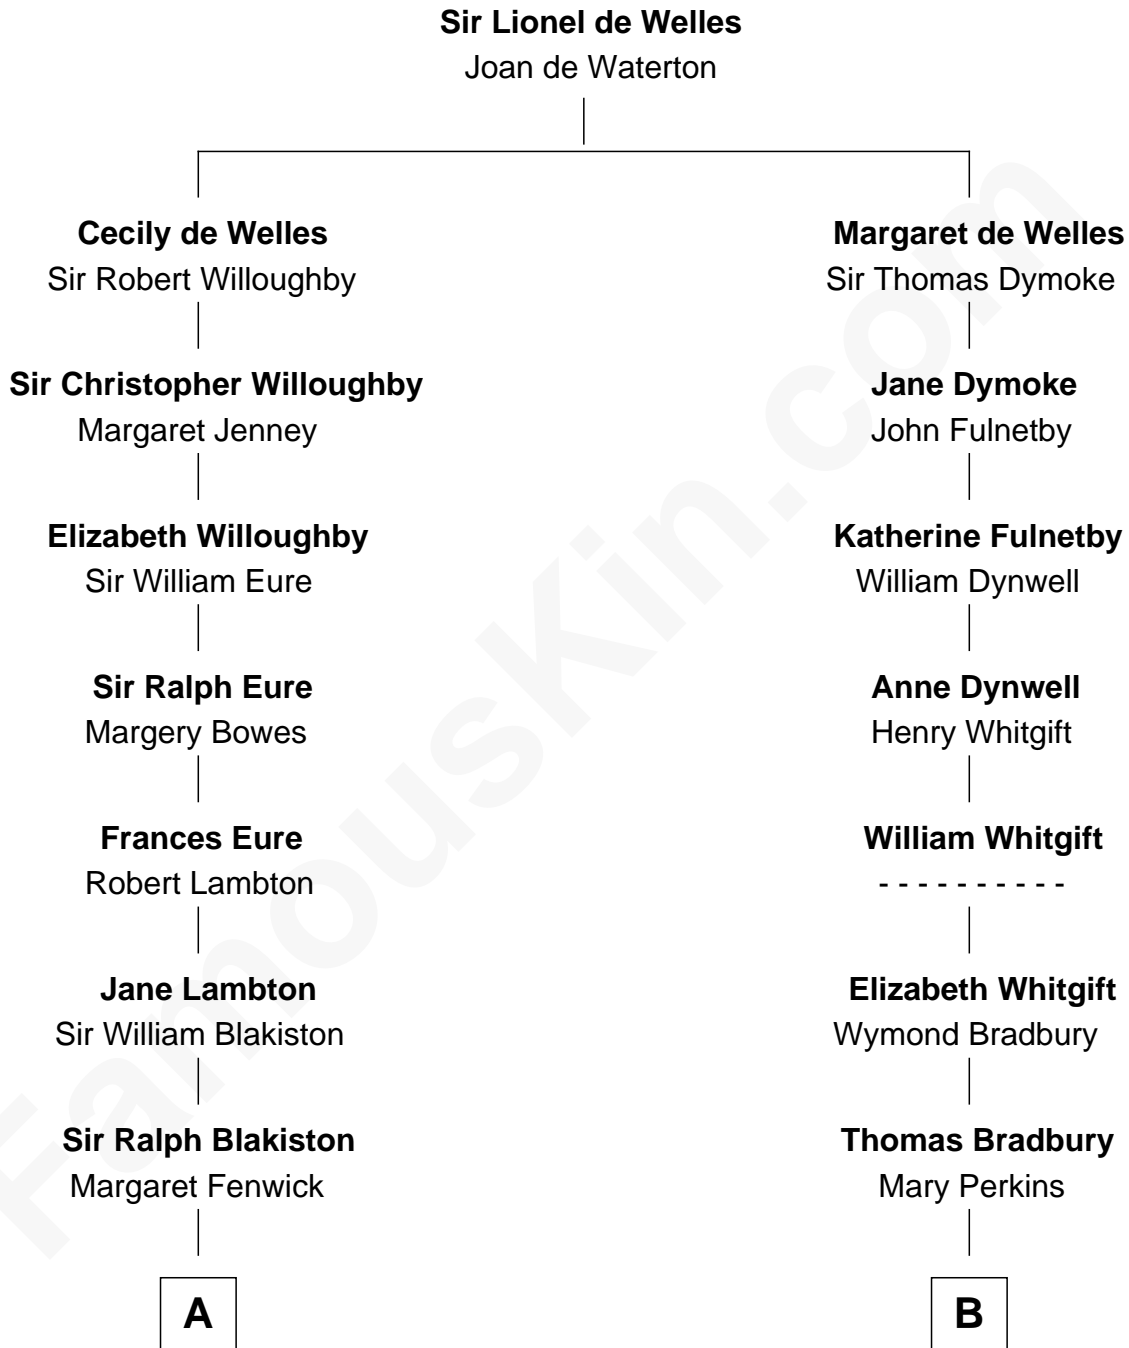 Sir Lionel de Welles
Joan de Waterton
Cecily de Welles
Sir Robert Willoughby
Margaret de Welles
Sir Thomas Dymoke
Sir Christopher Willoughby
Margaret Jenney
Jane Dymoke
John Fulnetby
Elizabeth Willoughby
Sir William Eure
Katherine Fulnetby
William Dynwell
Sir Ralph Eure
Margery Bowes
Anne Dynwell
Henry Whitgift
Frances Eure
Robert Lambton
William Whitgift
- - - - - - - - - -
Jane Lambton
Sir William Blakiston
Elizabeth Whitgift
Wymond Bradbury
Sir Ralph Blakiston
Margaret Fenwick
Thomas Bradbury
Mary Perkins
A
B
FamousKin.com